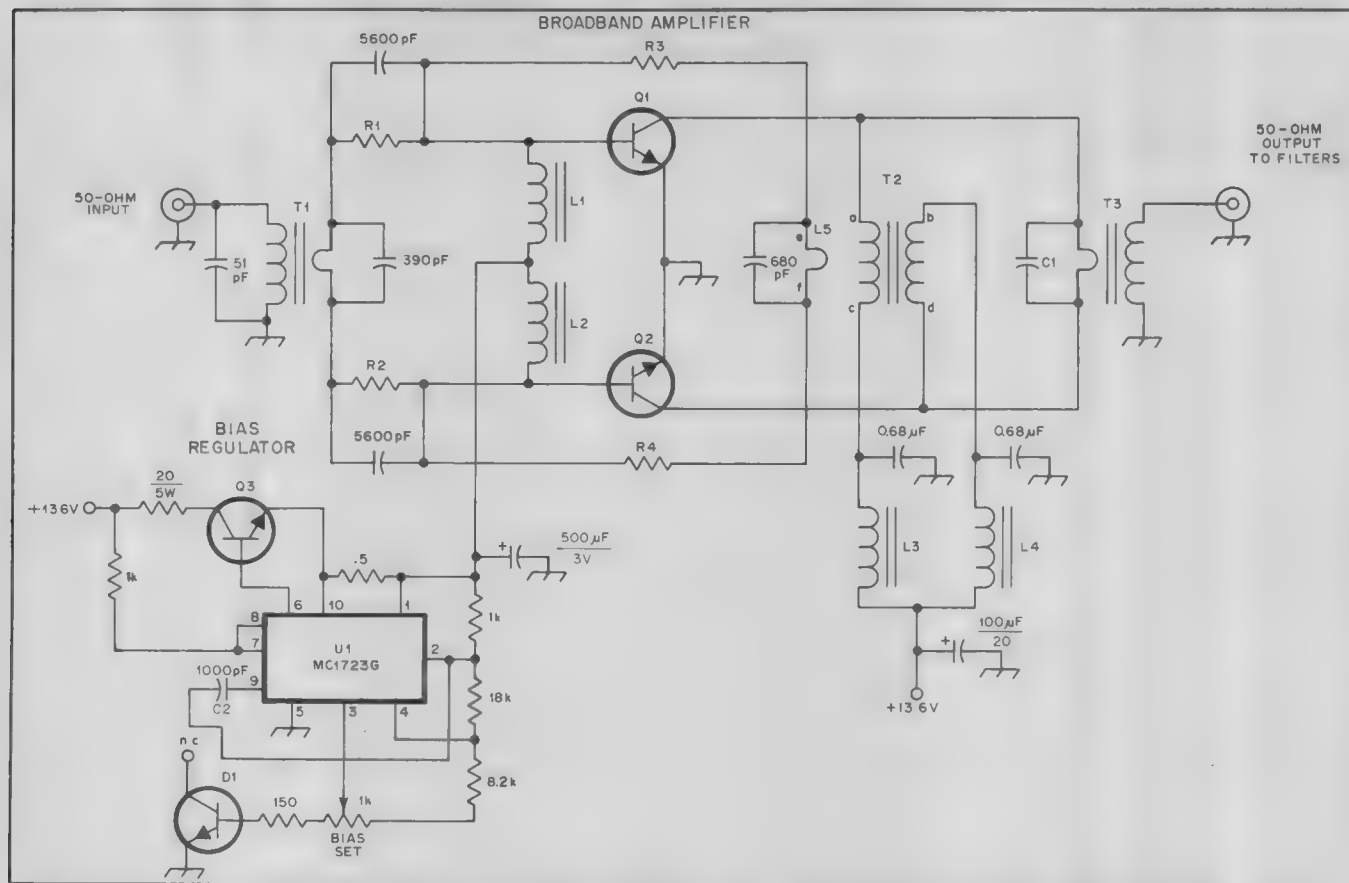 BROADBAND AMPLIFIER
5600pF
R3
Q1
R1
50-OHM
OUTPUT
TO FILTERS
50-OHM
INPUT
T1
51
pF
390pF
L1
L2
680
pF
e
f
L5
T2
a
b
c
d
C1
T3
Q2
R2
5600pF
R4
0.68µF
0.68µF
BIAS
REGULATOR
+13.6V
20
5W
Q3
1k
.5
+
500µF
3V
L3
L4
6
10
1
8
7
9
2
5
3
4
U1
MC1723G
1k
1000pF
C2
18k
+
100µF
20
+13.6V
nc
D1
8.2k
150
1k
BIAS
SET